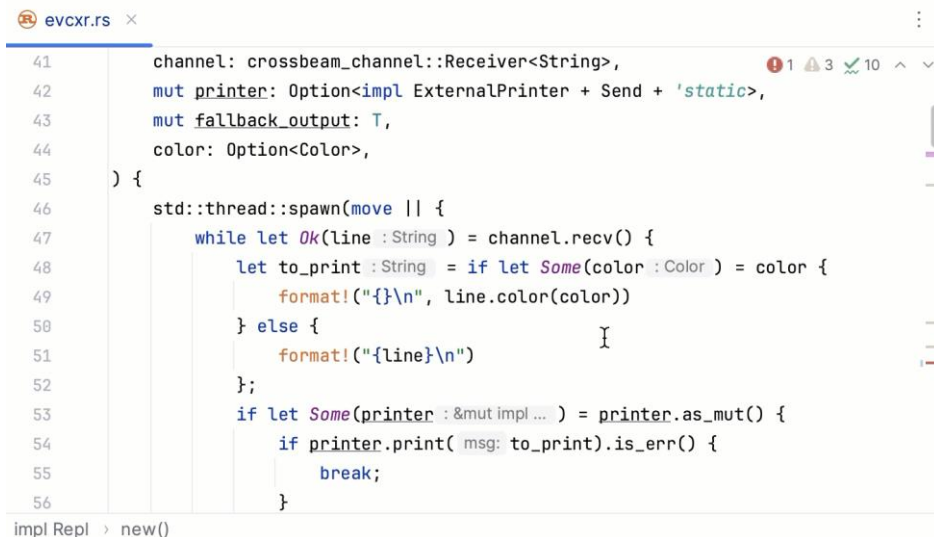 evcxr.rs
41 channel: crossbeam_channel::Receiver<String>,
1 3 10
42 mut printer: Option<impl ExternalPrinter + Send + 'static>,
43 mut fallback_output: T,
44 color: Option<Color>,
45 ) {
46 std::thread::spawn(move || {
47 while let Ok(line : String ) = channel.recv() {
48 let to_print : String = if let Some(color : Color ) = color {
49 format!("{}\n", line.color(color))
50 } else {
51 format!("{line}\n")
52 };
53 if let Some(printer : &mut impl ... ) = printer.as_mut() {
54 if printer.print( msg: to_print).is_err() {
55 break;
56 }
impl Repl > new()